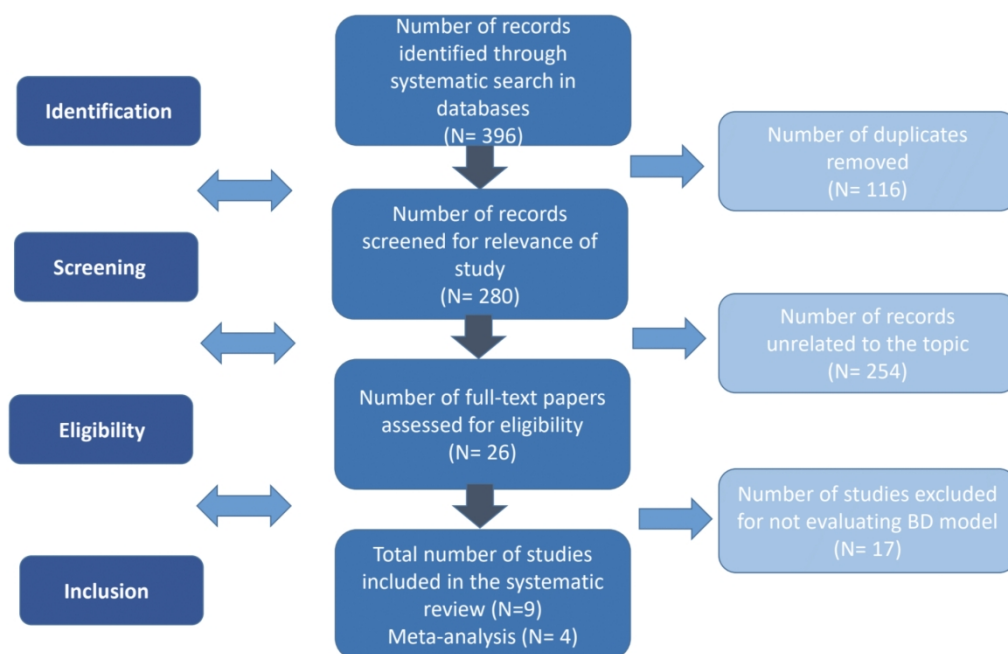 Number of records
identified through
systematic search in
databases
(N= 396)
Identification
Number of duplicates
removed
(N= 116)
Number of records
screened for relevance of
study
(N= 280)
Screening
Number of records
unrelated to the topic
(N= 254)
Number of full-text papers
assessed for eligibility
(N= 26)
Eligibility
Number of studies excluded
for not evaluating BD model
(N= 17)
Total number of studies
included in the systematic
review (N=9)
Meta-analysis (N= 4)
Inclusion